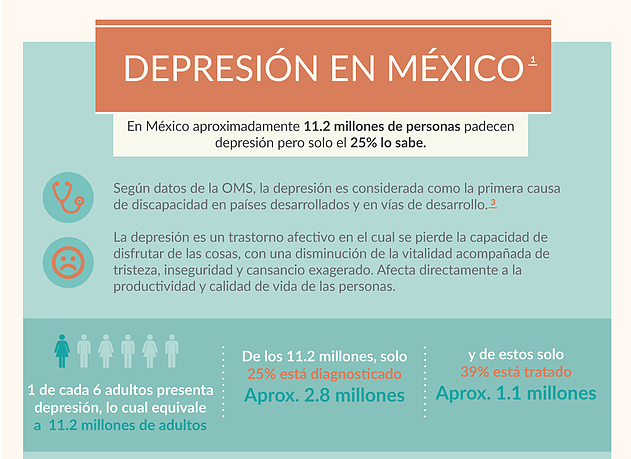 DEPRESIÓN EN MÉXICO 1
En México aproximadamente 11.2 millones de personas padecen
depresión pero solo el 25% lo sabe.
Según datos de la OMS, la depresión es considerada como la primera causa
de discapacidad en países desarrollados y en vías de desarrollo.3
La depresión es un trastorno afectivo en el cual se pierde la capacidad de
disfrutar de las cosas, con una disminución de la vitalidad acompañada de
tristeza, inseguridad y cansancio exagerado. Afecta directamente a la
productividad y calidad de vida de las personas.
1 de cada 6 adultos presenta
depresión, lo cual equivale
a 11.2 millones de adultos
De los 11.2 millones, solo
25% está diagnosticado
Aprox. 2.8 millones
y de estos solo
39% está tratado
Aprox. 1.1 millones